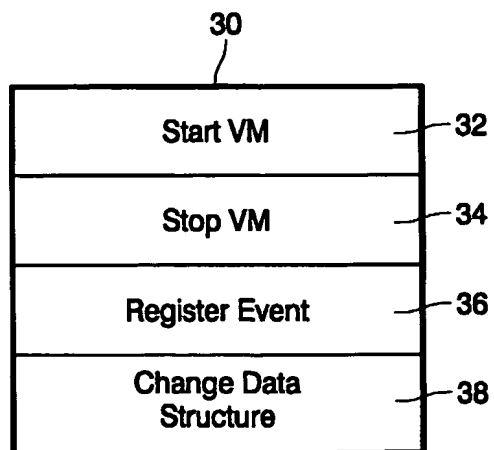 30
Start VM 32
Stop VM 34
Register Event 36
Change Data
Structure 38